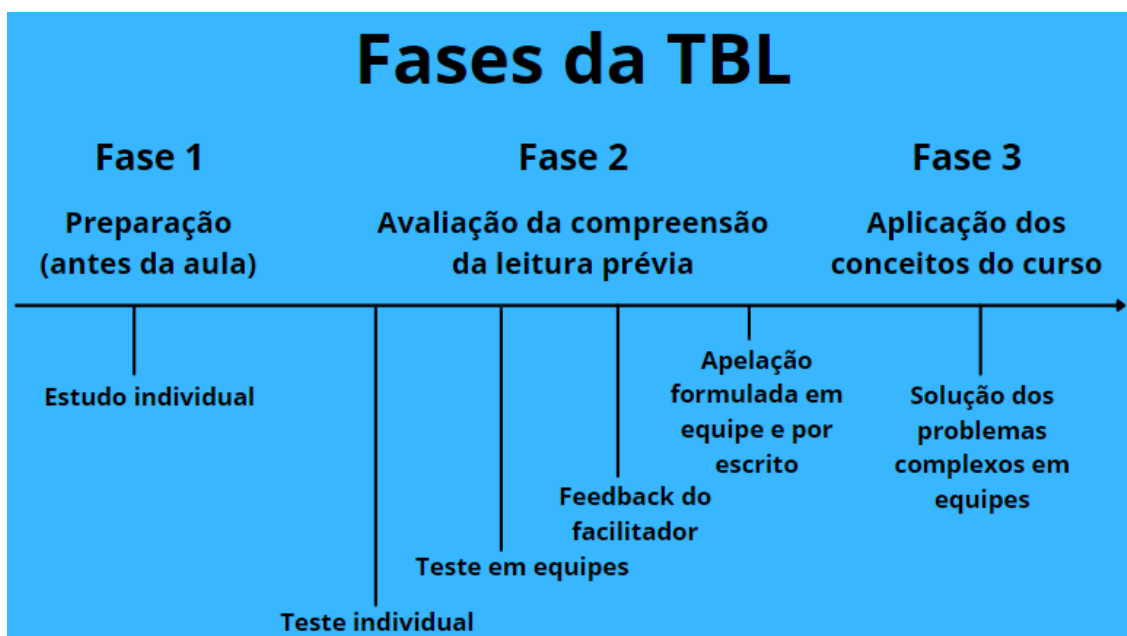 Fases da TBL
Fase 1
Preparação
(antes da aula)
Estudo individual
Fase 2
Avaliação da compreensão
da leitura prévia
Teste individual
Teste em equipes
Feedback do
facilitador
Apelação
formulada em
equipe e por
escrito
Fase 3
Aplicação dos
conceitos do curso
Solução dos
problemas
complexos em
equipes